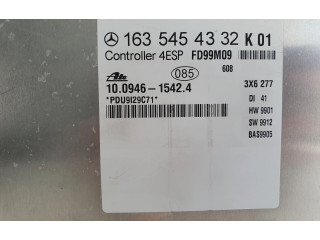 163 545 43 32 K 01
Controller 4ESP FD99M09
Ate 085 608
10.0946-1542.4 3X6 277
*PDU9I29C71* DI 41
HW 9901
SW 9912
BAS9905